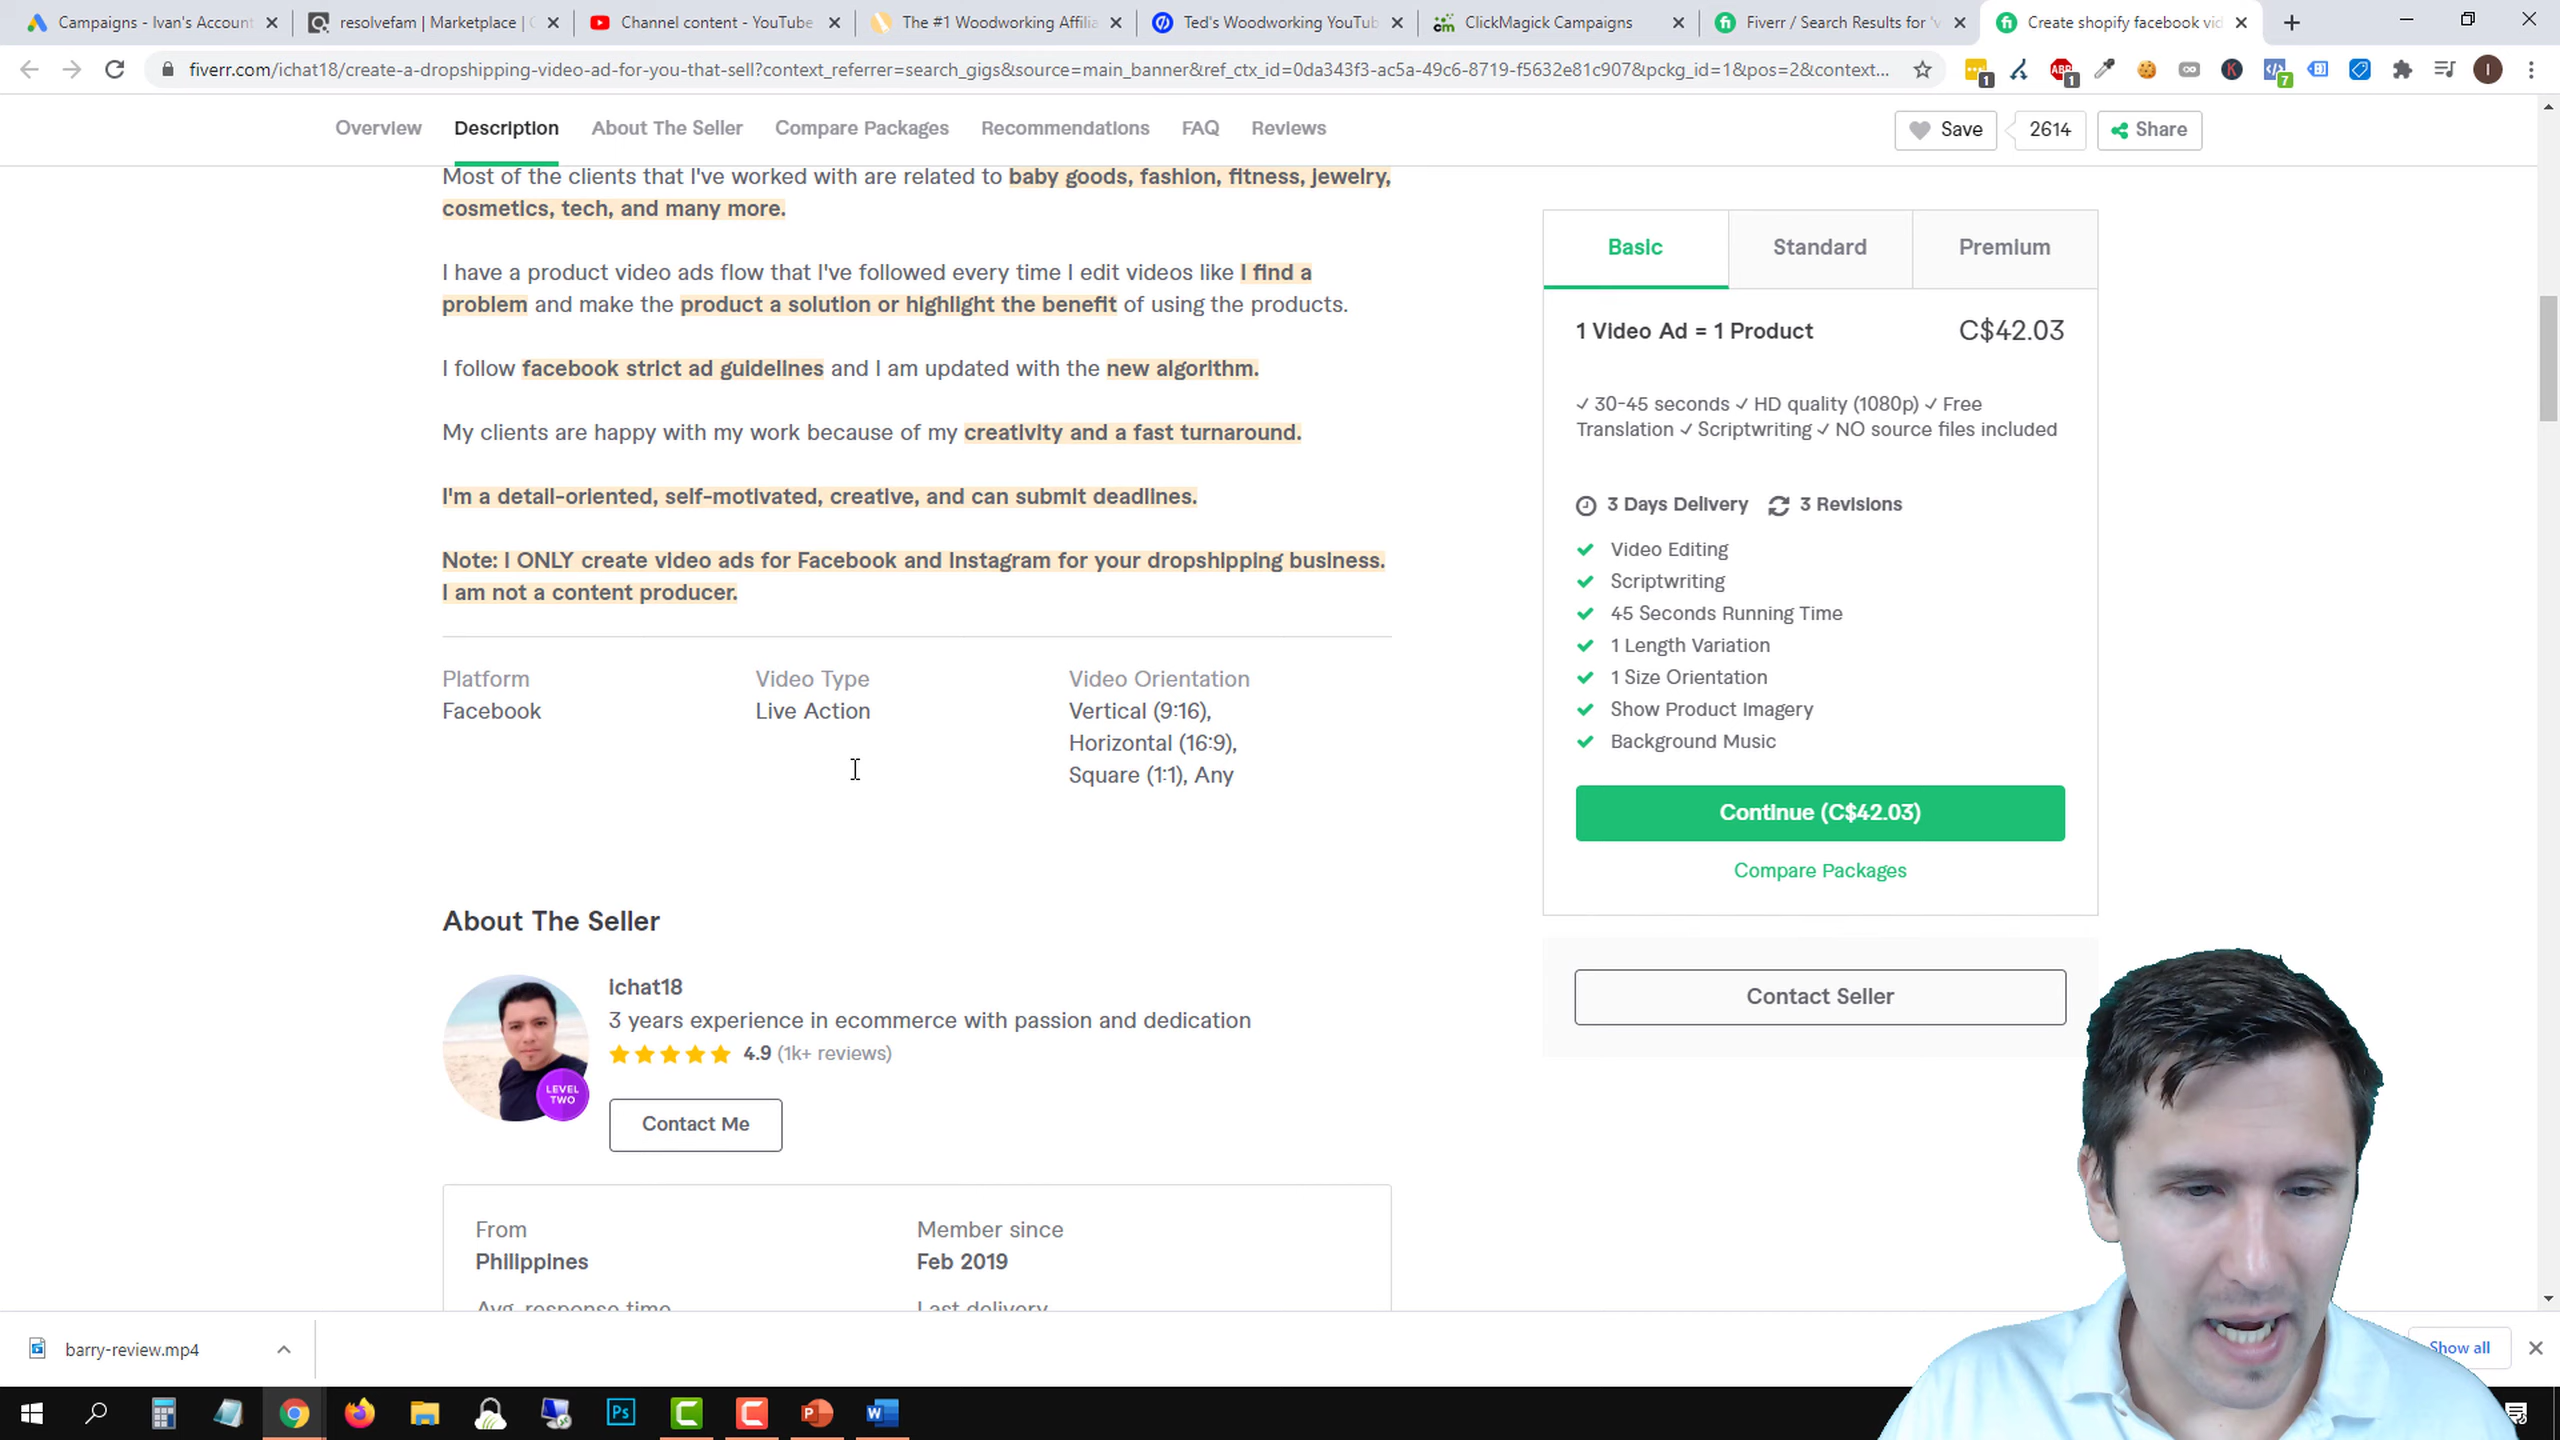 Campaigns - Ivan's Account
resolvefam | Marketplace |
Channel content - YouTube
The #1 Woodworking Affilia
Ted's Woodworking YouTub
ClickMagick Campaigns
Fiverr / Search Results for 'v
Create shopify facebook vid
fiverr.com/ichat18/create-a-dropshipping-video-ad-for-you-that-sell?context_referrer=search_gigs&source=main_banner&ref_ctx_id=0da343f3-ac5a-49c6-8719-f5632e81c907&pckg_id=1&pos=2&context...
Overview Description About The Seller Compare Packages Recommendations FAQ Reviews
Save 2614 Share
Most of the clients that I've worked with are related to baby goods, fashion, fitness, jewelry,
cosmetics, tech, and many more.
I have a product video ads flow that I've followed every time I edit videos like I find a
problem and make the product a solution or highlight the benefit of using the products.
I follow facebook strict ad guidelines and I am updated with the new algorithm.
My clients are happy with my work because of my creativity and a fast turnaround.
I'm a detail-oriented, self-motivated, creative, and can submit deadlines.
Note: I ONLY create video ads for Facebook and Instagram for your dropshipping business.
I am not a content producer.
Platform
Facebook
Video Type
Live Action
Video Orientation
Vertical (9:16),
Horizontal (16:9),
Square (1:1), Any
About The Seller
ichat18
3 years experience in ecommerce with passion and dedication
4.9 (1k+ reviews)
LEVEL
TWO
Contact Me
From
Philippines
Member since
Feb 2019
Avg. response time
Last delivery
Basic Standard Premium
1 Video Ad = 1 Product C$42.03
✓ 30-45 seconds ✓ HD quality (1080p) ✓ Free
Translation ✓ Scriptwriting ✓ NO source files included
3 Days Delivery 3 Revisions
Video Editing
Scriptwriting
45 Seconds Running Time
1 Length Variation
1 Size Orientation
Show Product Imagery
Background Music
Continue (C$42.03)
Compare Packages
Contact Seller
barry-review.mp4
Show all